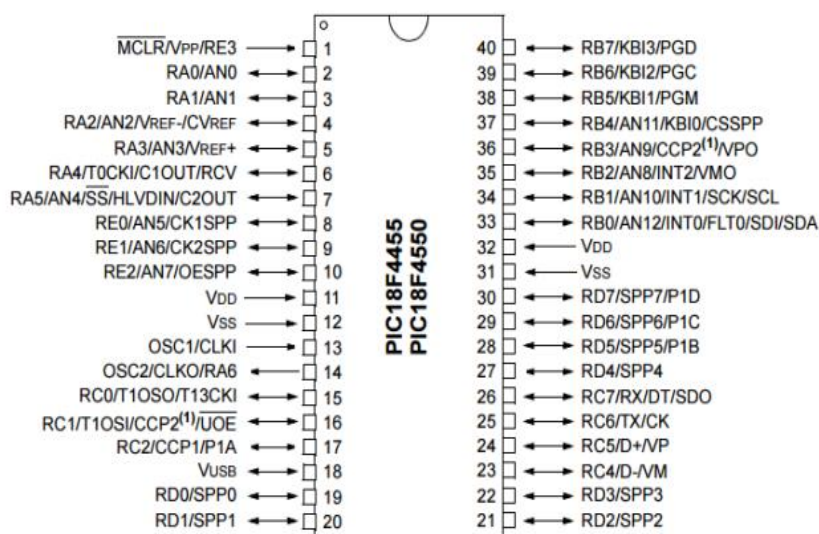 MCLR/VPP/RE3 1
RA0/AN0 2
RA1/AN1 3
RA2/AN2/VREF-/CVREF 4
RA3/AN3/VREF+ 5
RA4/T0CKI/C1OUT/RCV 6
RA5/AN4/SS/HLVDIN/C2OUT 7
RE0/AN5/CK1SPP 8
RE1/AN6/CK2SPP 9
RE2/AN7/OESPP 10
VDD 11
VSS 12
OSC1/CLKI 13
OSC2/CLKO/RA6 14
RC0/T1OSO/T13CKI 15
RC1/T1OSI/CCP2(1)/UOE 16
RC2/CCP1/P1A 17
VUSB 18
RD0/SPP0 19
RD1/SPP1 20
PIC18F4455
PIC18F4550
40 RB7/KBI3/PGD
39 RB6/KBI2/PGC
38 RB5/KBI1/PGM
37 RB4/AN11/KBI0/CSSPP
36 RB3/AN9/CCP2(1)/VPO
35 RB2/AN8/INT2/VMO
34 RB1/AN10/INT1/SCK/SCL
33 RB0/AN12/INT0/FLT0/SDI/SDA
32 VDD
31 VSS
30 RD7/SPP7/P1D
29 RD6/SPP6/P1C
28 RD5/SPP5/P1B
27 RD4/SPP4
26 RC7/RX/DT/SDO
25 RC6/TX/CK
24 RC5/D+/VP
23 RC4/D-/VM
22 RD3/SPP3
21 RD2/SPP2